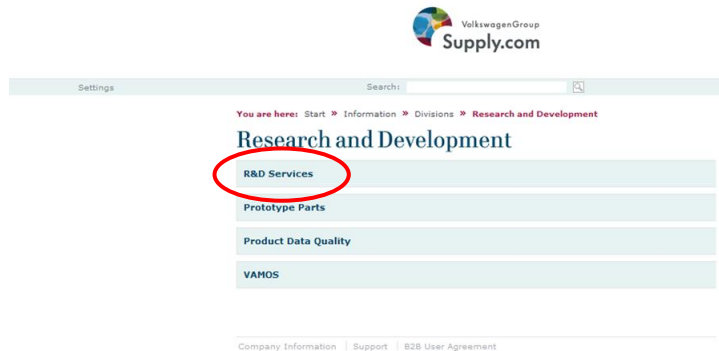 VolkswagenGroup
Supply.com
Settings Search:
You are here: Start » Information » Divisions » Research and Development
Research and Development
R&D Services
Prototype Parts
Product Data Quality
VAMOS
Company Information | Support | B2B User Agreement